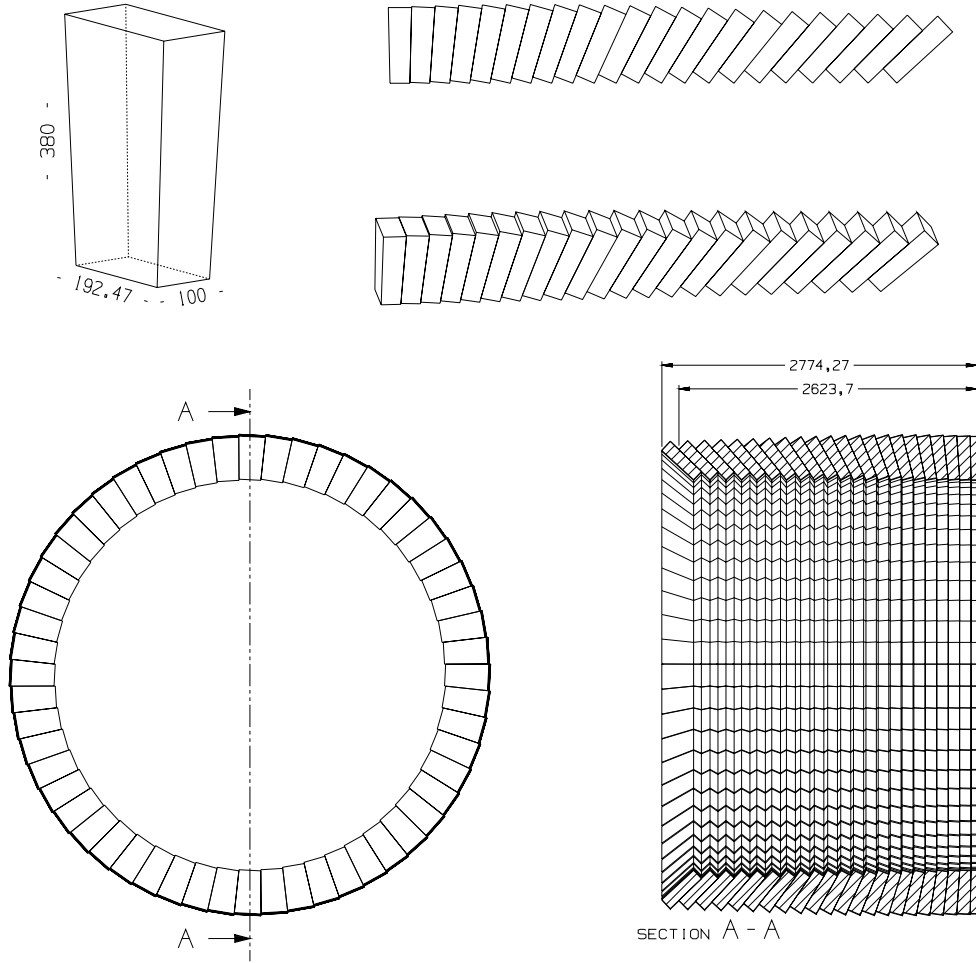 - 380 -
- 192.47 -
- 100 -
2774,27
2623,7
A
A
SECTION A - A